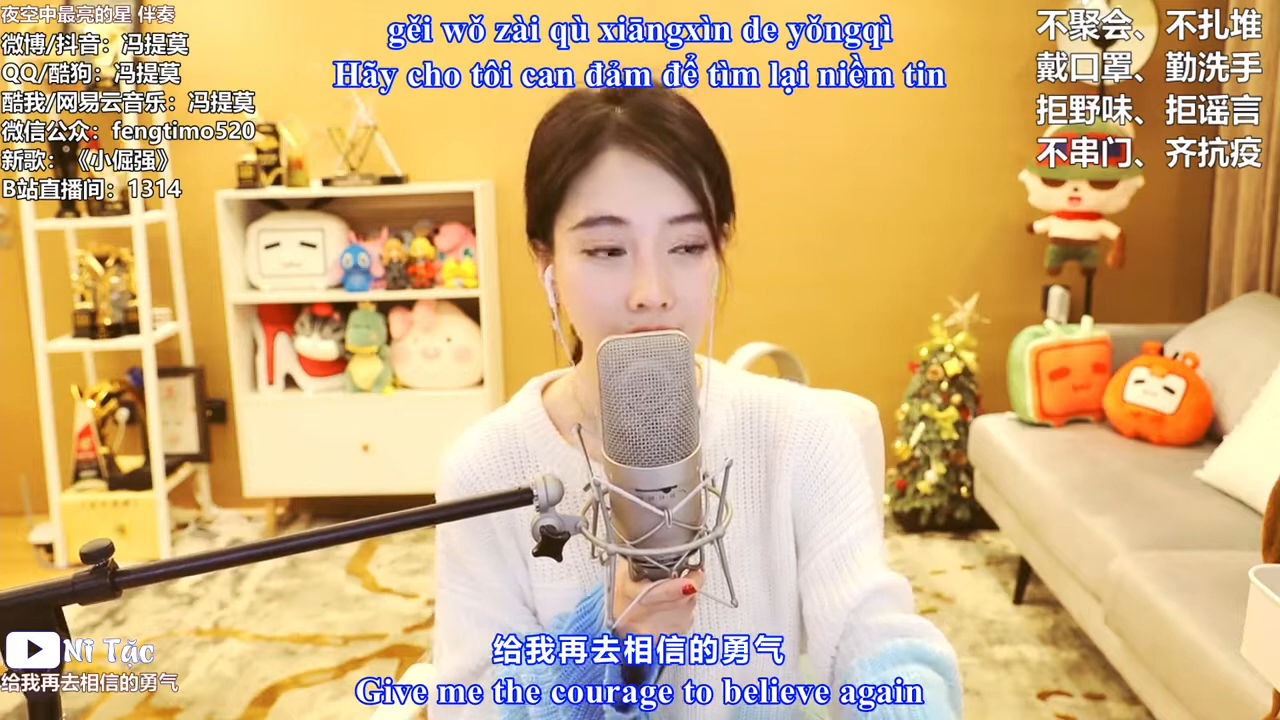 夜空中最亮的星 伴奏
微博/抖音：冯提莫
QQ/酷狗：冯提莫
酷我/网易云音乐：冯提莫
微信公众：fengtimo520
新歌：《小倔强》
B站直播间：1314
gěi wǒ zài qù xiāngxìn de yǒngqì
Hãy cho tôi can đảm để tìm lại niềm tin
不聚会、不扎堆
戴口罩、勤洗手
拒野味、拒谣言
不串门、齐抗疫
Ni Tặc
给我再去相信的勇气
给我再去相信的勇气
Give me the courage to believe again